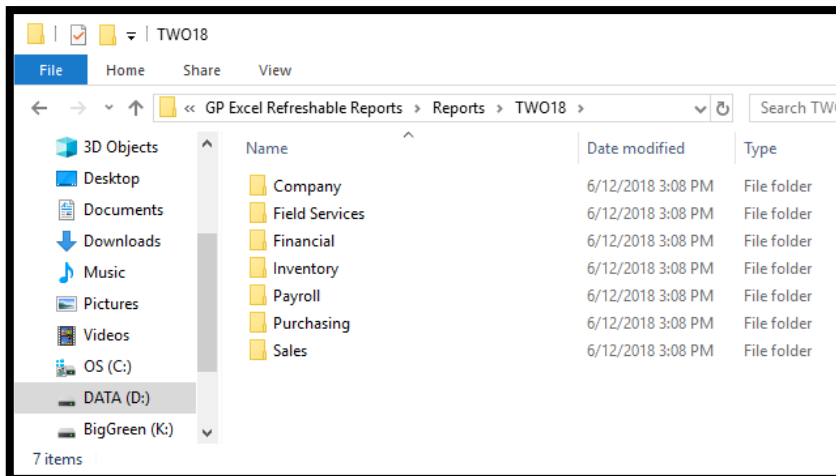 TWO18
File Home Share View
« GP Excel Refreshable Reports > Reports > TWO18 > Search TWO
3D Objects
Desktop
Documents
Downloads
Music
Pictures
Videos
OS (C:)
DATA (D:)
BigGreen (K:)
Name Date modified Type
Company 6/12/2018 3:08 PM File folder
Field Services 6/12/2018 3:08 PM File folder
Financial 6/12/2018 3:08 PM File folder
Inventory 6/12/2018 3:08 PM File folder
Payroll 6/12/2018 3:08 PM File folder
Purchasing 6/12/2018 3:08 PM File folder
Sales 6/12/2018 3:08 PM File folder
7 items